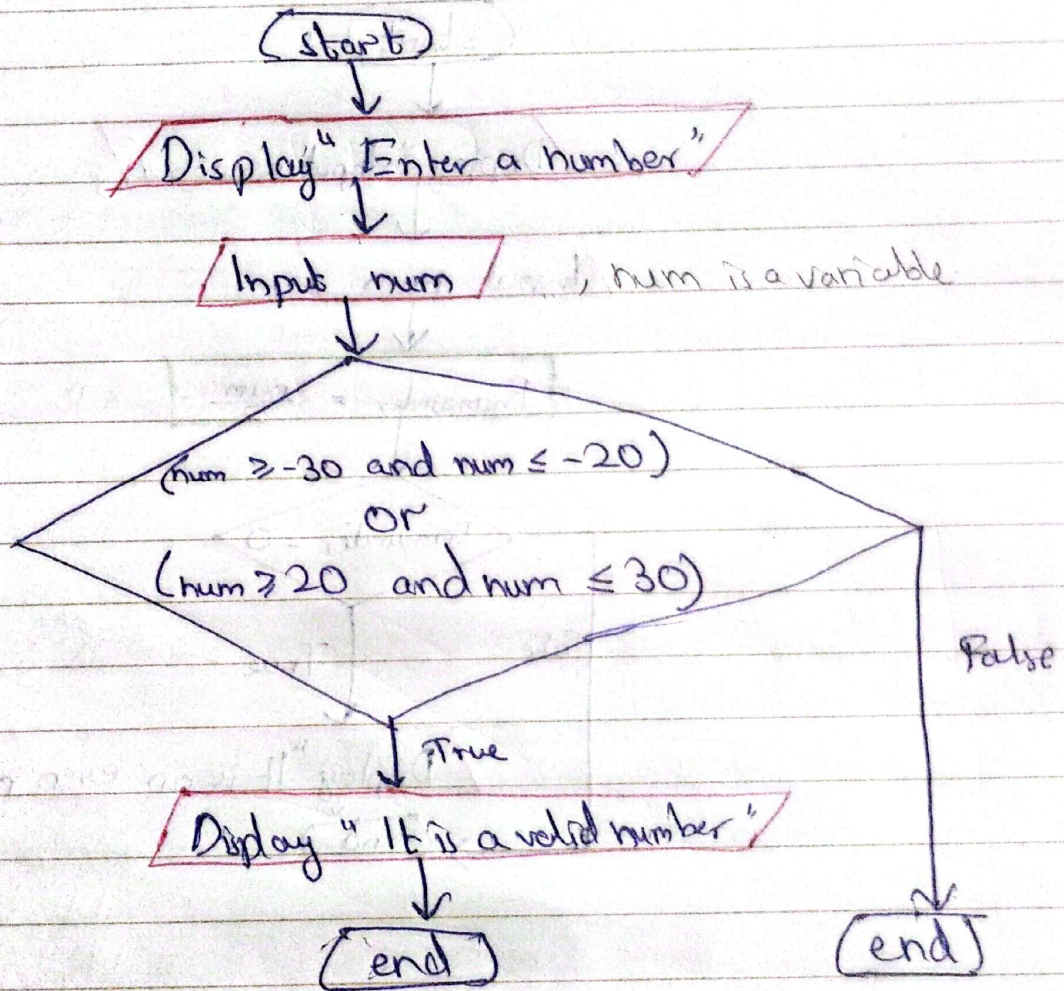 start
Display "Enter a number"
Input num , num is a variable
(num ≥ -30 and num ≤ -20)
or
(num ≥ 20 and num ≤ 30)
False
True
Display "It is a valid number"
end
end